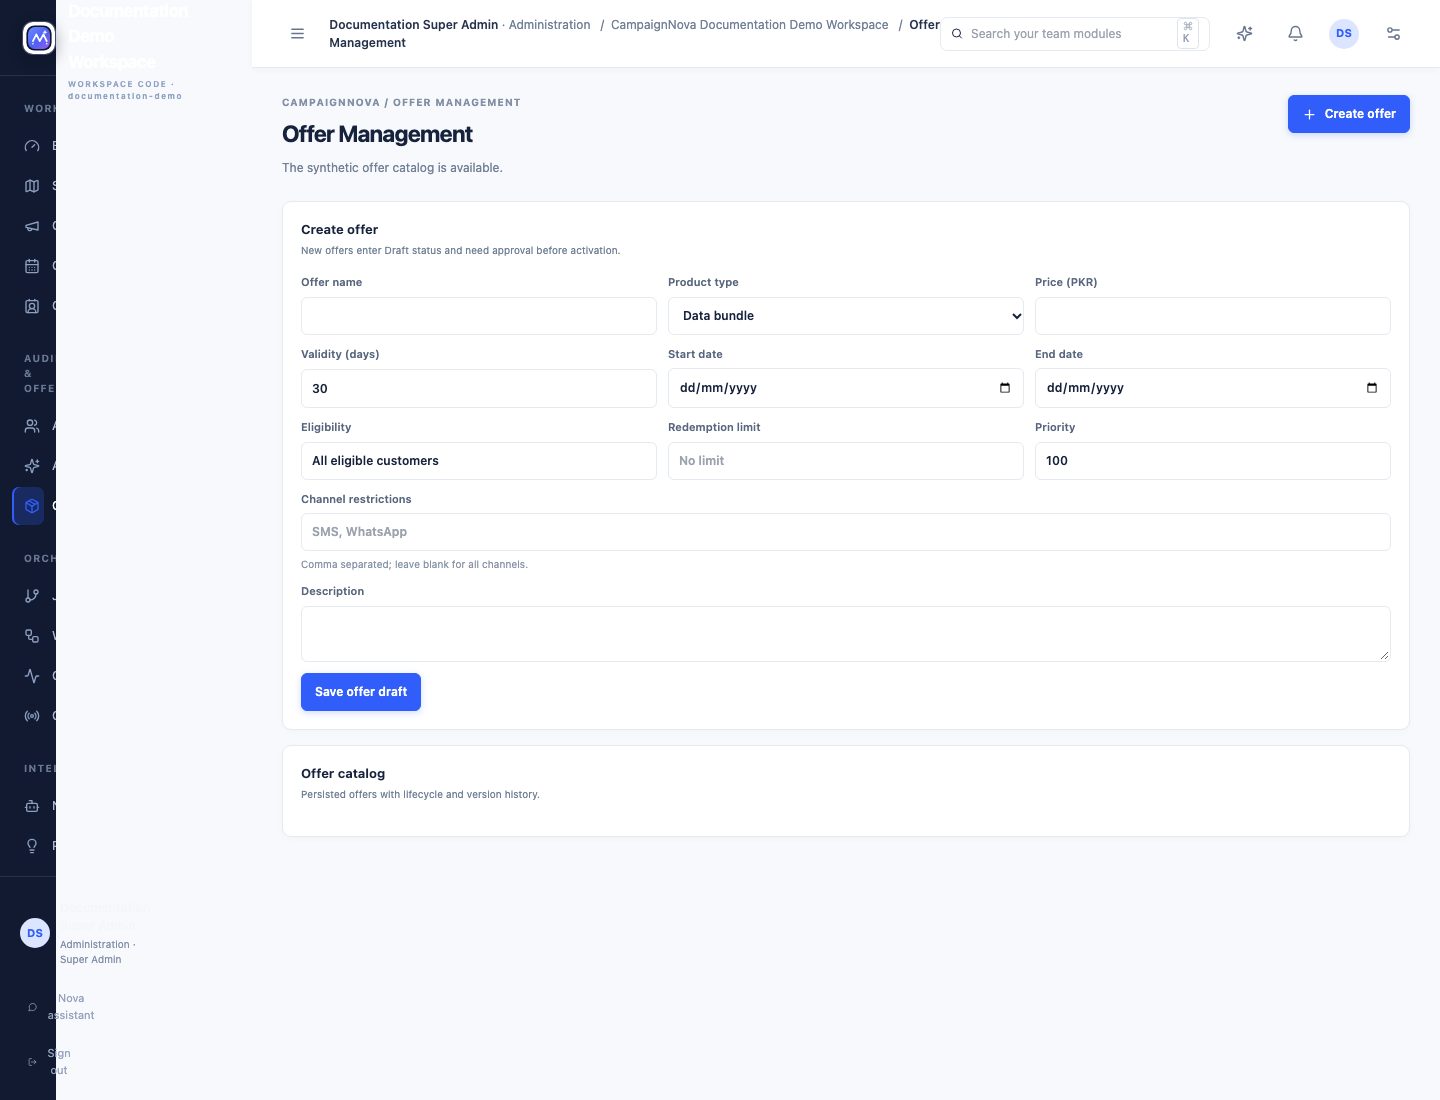 Documentation
Demo
Workspace
WORKSPACE CODE ·
documentation-demo
WORK
AUDI
&
OFFE
ORCH
INTE
DS
Administration ·
Super Admin
Nova
assistant
Sign
out
Documentation Super Admin · Administration / CampaignNova Documentation Demo Workspace / Offer
Management
Search your team modules
⌘
K
DS
CAMPAIGNNOVA / OFFER MANAGEMENT
Offer Management
The synthetic offer catalog is available.
Create offer
Create offer
New offers enter Draft status and need approval before activation.
Offer name
Product type
Price (PKR)
Data bundle
Validity (days)
Start date
End date
30
dd/mm/yyyy
dd/mm/yyyy
Eligibility
Redemption limit
Priority
All eligible customers
No limit
100
Channel restrictions
SMS, WhatsApp
Comma separated; leave blank for all channels.
Description
Save offer draft
Offer catalog
Persisted offers with lifecycle and version history.